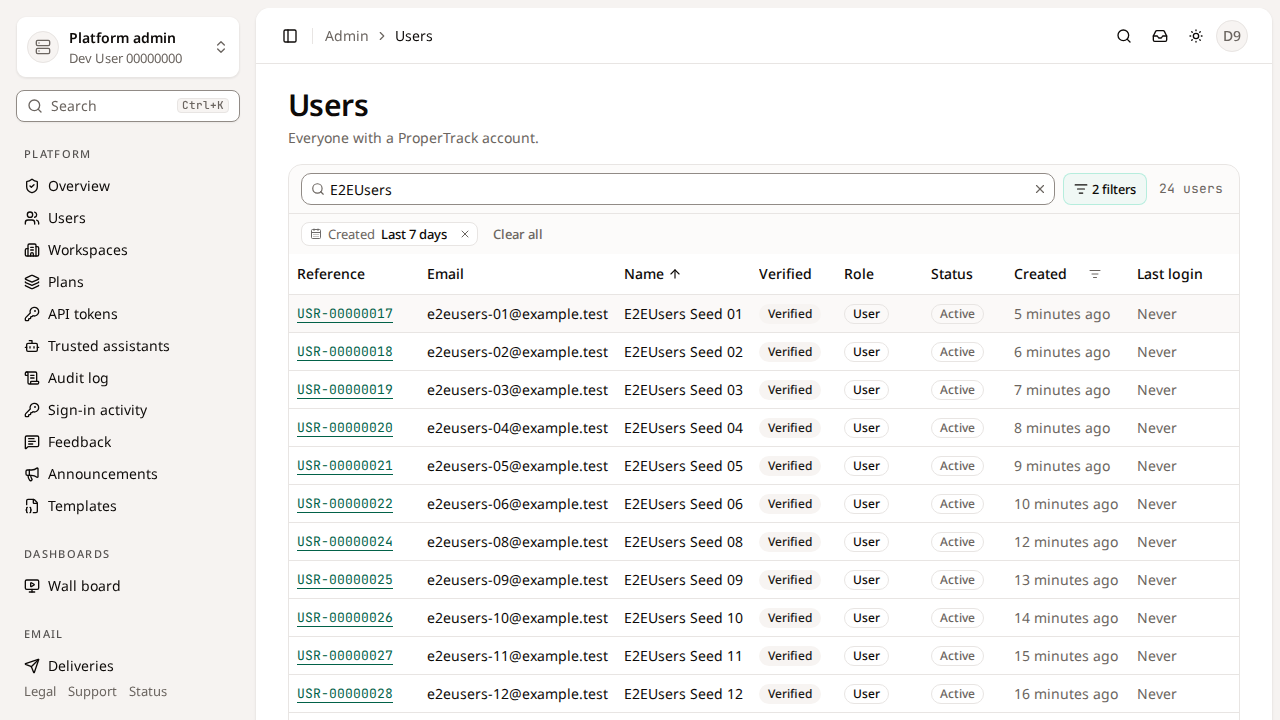 Platform admin
Dev User 00000000
Search Ctrl+K
PLATFORM
Overview
Users
Workspaces
Plans
API tokens
Trusted assistants
Audit log
Sign-in activity
Feedback
Announcements
Templates
DASHBOARDS
Wall board
EMAIL
Deliveries
Legal Support Status
Admin Users
D9
Users
Everyone with a ProperTrack account.
E2EUsers 2 filters 24 users
Created Last 7 days Clear all
Reference Email Name Verified Role Status Created Last login
USR-00000017 e2eusers-01@example.test E2EUsers Seed 01 Verified User Active 5 minutes ago Never
USR-00000018 e2eusers-02@example.test E2EUsers Seed 02 Verified User Active 6 minutes ago Never
USR-00000019 e2eusers-03@example.test E2EUsers Seed 03 Verified User Active 7 minutes ago Never
USR-00000020 e2eusers-04@example.test E2EUsers Seed 04 Verified User Active 8 minutes ago Never
USR-00000021 e2eusers-05@example.test E2EUsers Seed 05 Verified User Active 9 minutes ago Never
USR-00000022 e2eusers-06@example.test E2EUsers Seed 06 Verified User Active 10 minutes ago Never
USR-00000024 e2eusers-08@example.test E2EUsers Seed 08 Verified User Active 12 minutes ago Never
USR-00000025 e2eusers-09@example.test E2EUsers Seed 09 Verified User Active 13 minutes ago Never
USR-00000026 e2eusers-10@example.test E2EUsers Seed 10 Verified User Active 14 minutes ago Never
USR-00000027 e2eusers-11@example.test E2EUsers Seed 11 Verified User Active 15 minutes ago Never
USR-00000028 e2eusers-12@example.test E2EUsers Seed 12 Verified User Active 16 minutes ago Never